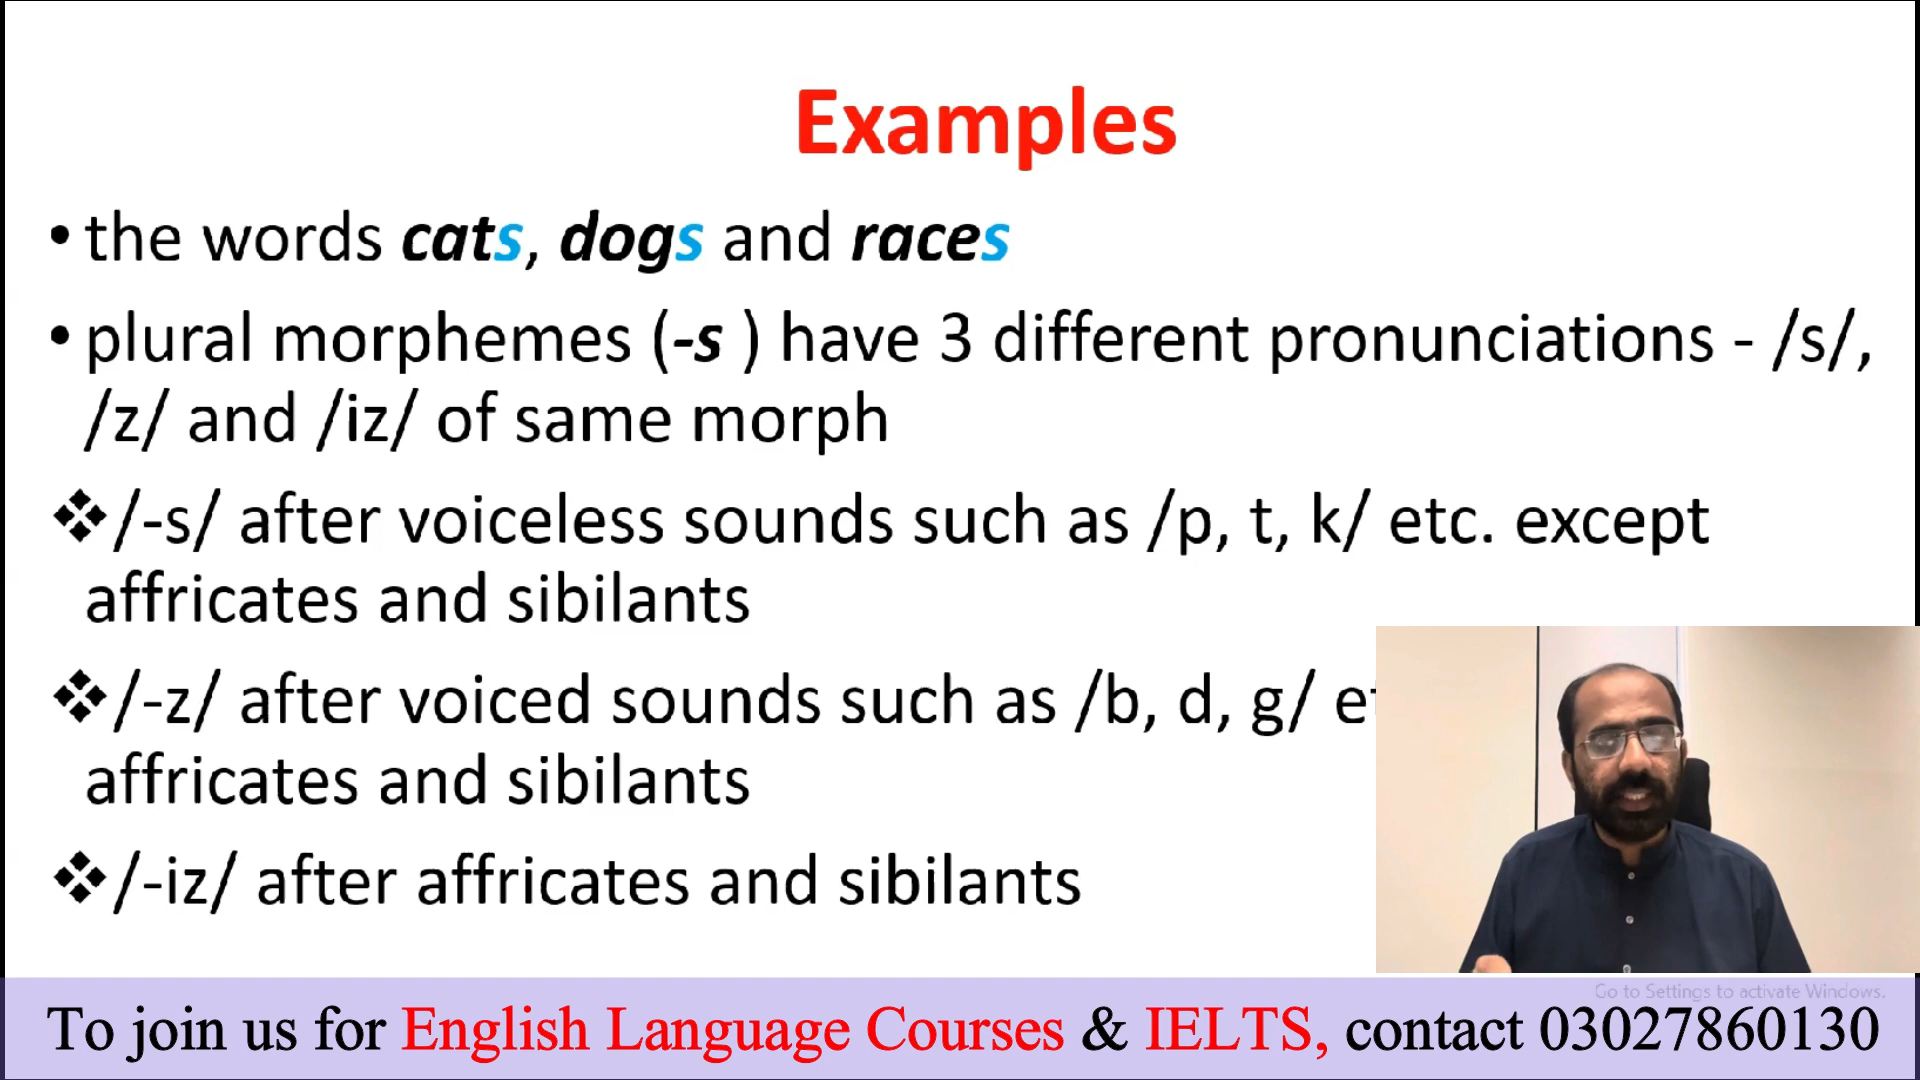 Examples
• the words cats, dogs and races
• plural morphemes (-s ) have 3 different pronunciations - /s/,
/z/ and /iz/ of same morph
❖/-s/ after voiceless sounds such as /p, t, k/ etc. except
affricates and sibilants
❖/-z/ after voiced sounds such as /b, d, g/
affricates and sibilants
❖/-iz/ after affricates and sibilants
Go to Settings to activate Windows.
To join us for English Language Courses & IELTS, contact 03027860130